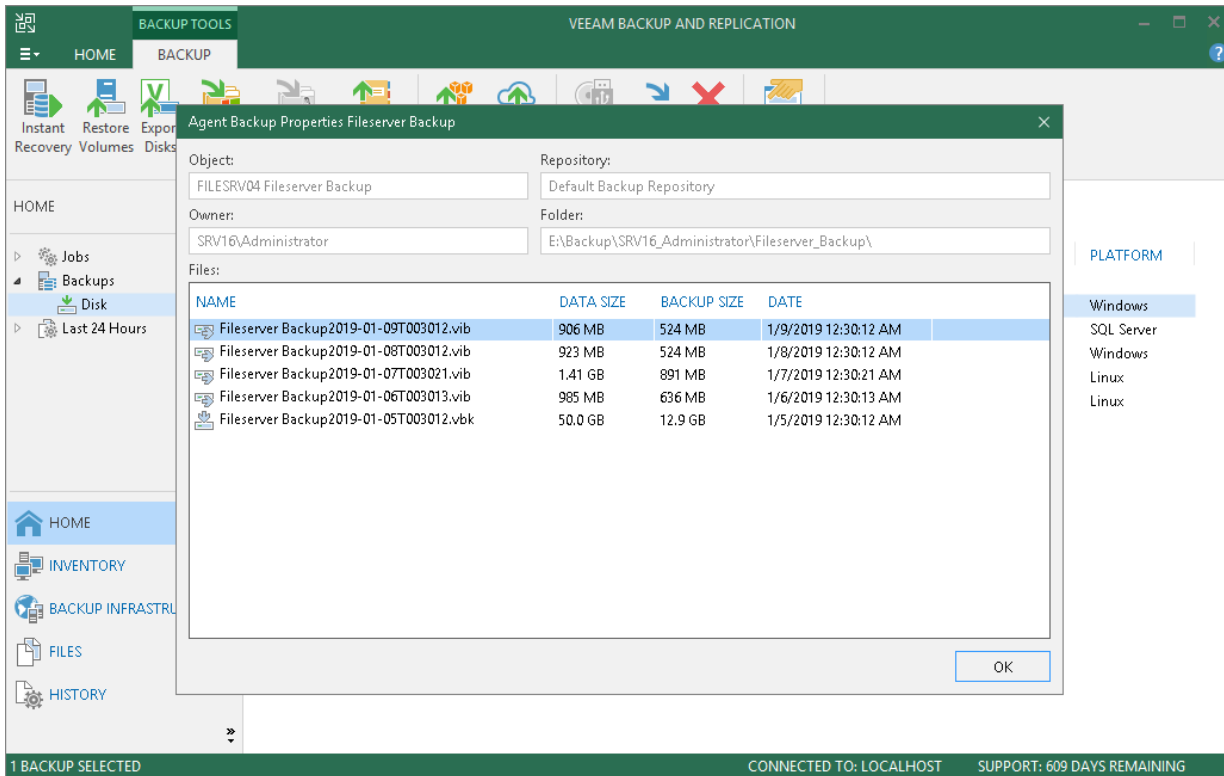 BACKUP TOOLS
VEEAM BACKUP AND REPLICATION
HOME
BACKUP
Instant Recovery
Restore Volumes
Disks
Agent Backup Properties Fileserver Backup
Object:
Repository:
FILESRV04 Fileserver Backup
Default Backup Repository
Owner:
Folder:
SRV16\Administrator
E:\Backup\SRV16_Administrator\Fileserver_Backup\
Files:
NAME DATA SIZE BACKUP SIZE DATE
Fileserver Backup2019-01-09T003012.vib 906 MB 524 MB 1/9/2019 12:30:12 AM
Fileserver Backup2019-01-08T003012.vib 923 MB 524 MB 1/8/2019 12:30:12 AM
Fileserver Backup2019-01-07T003021.vib 1.41 GB 891 MB 1/7/2019 12:30:21 AM
Fileserver Backup2019-01-06T003013.vib 985 MB 636 MB 1/6/2019 12:30:13 AM
Fileserver Backup2019-01-05T003012.vbk 50.0 GB 12.9 GB 1/5/2019 12:30:12 AM
OK
HOME
Jobs
Backups
Disk
Last 24 Hours
PLATFORM
Windows
SQL Server
Windows
Linux
Linux
HOME
INVENTORY
BACKUP INFRASTRU
FILES
HISTORY
1 BACKUP SELECTED
CONNECTED TO: LOCALHOST
SUPPORT: 609 DAYS REMAINING